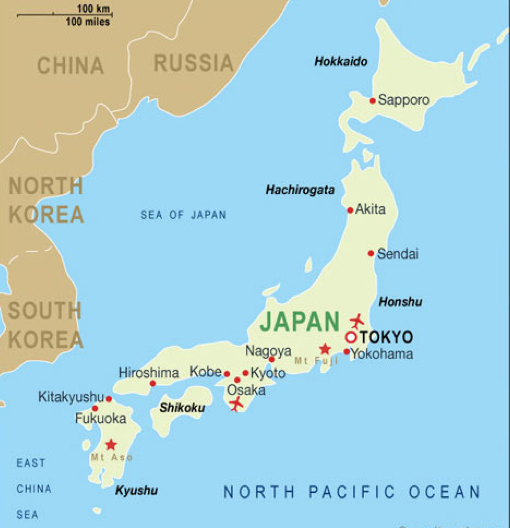 100 km
100 miles
CHINA
RUSSIA
Hokkaido
Sapporo
NORTH
KOREA
Hachirogata
SEA OF JAPAN
Akita
Sendai
SOUTH
KOREA
Honshu
JAPAN
TOKYO
Nagoya
Mt Fuji
Yokohama
Hiroshima
Kobe
Kyoto
Osaka
Kitakyushu
Shikoku
Fukuoka
Mt Aso
EAST
CHINA
SEA
Kyushu
NORTH PACIFIC OCEAN